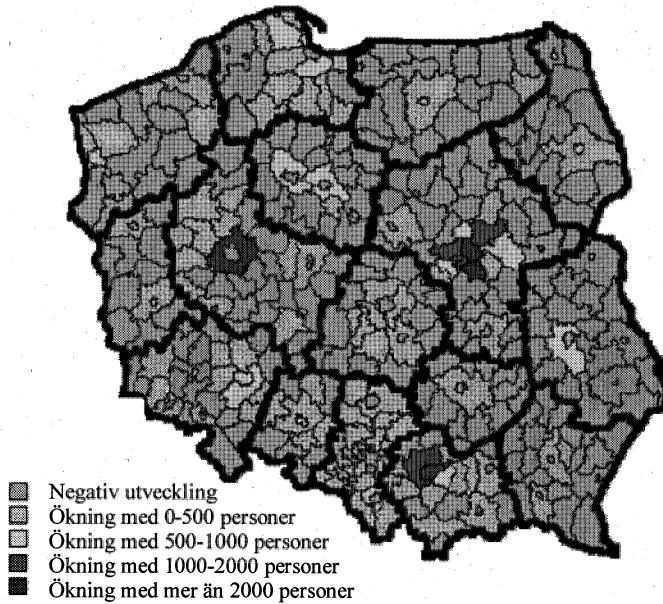 Negativ utveckling
Ökning med 0-500 personer
Ökning med 500-1000 personer
Ökning med 1000-2000 personer
Ökning med mer än 2000 personer